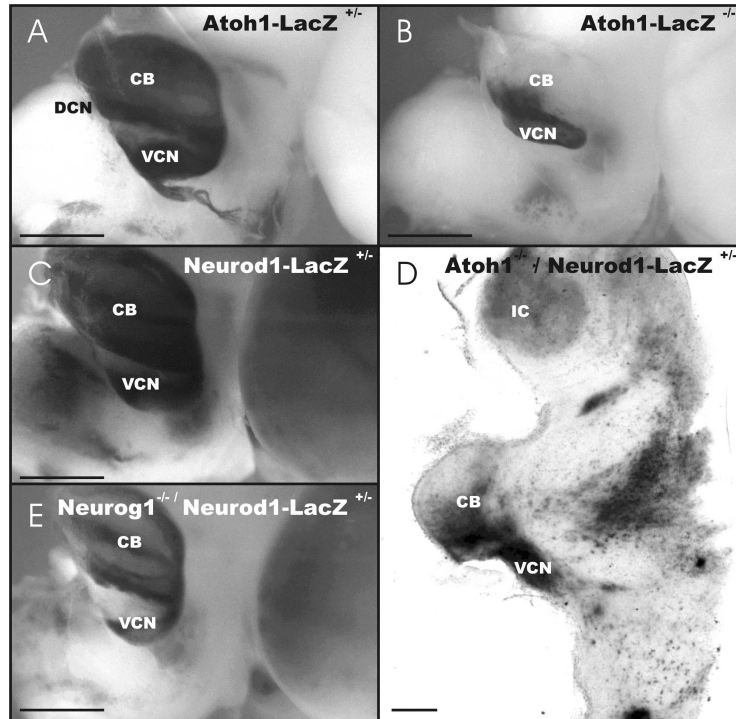 A
Atoh1-LacZ +/-
CB
DCN
VCN
B
Atoh1-LacZ -/-
CB
VCN
C
Neurod1-LacZ +/-
CB
VCN
D
Atoh1-/- / Neurod1-LacZ +/-
IC
CB
VCN
E
Neurog1-/- / Neurod1-LacZ +/-
CB
VCN